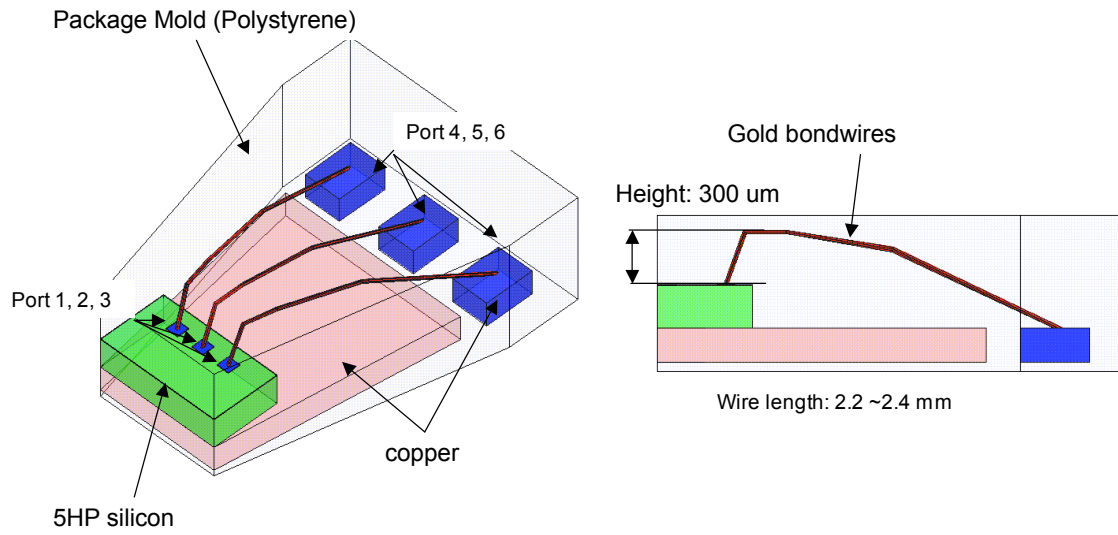 Package Mold (Polystyrene)
Port 4, 5, 6
Gold bondwires
Height: 300 um
Port 1, 2, 3
Wire length: 2.2 ~2.4 mm
copper
5HP silicon